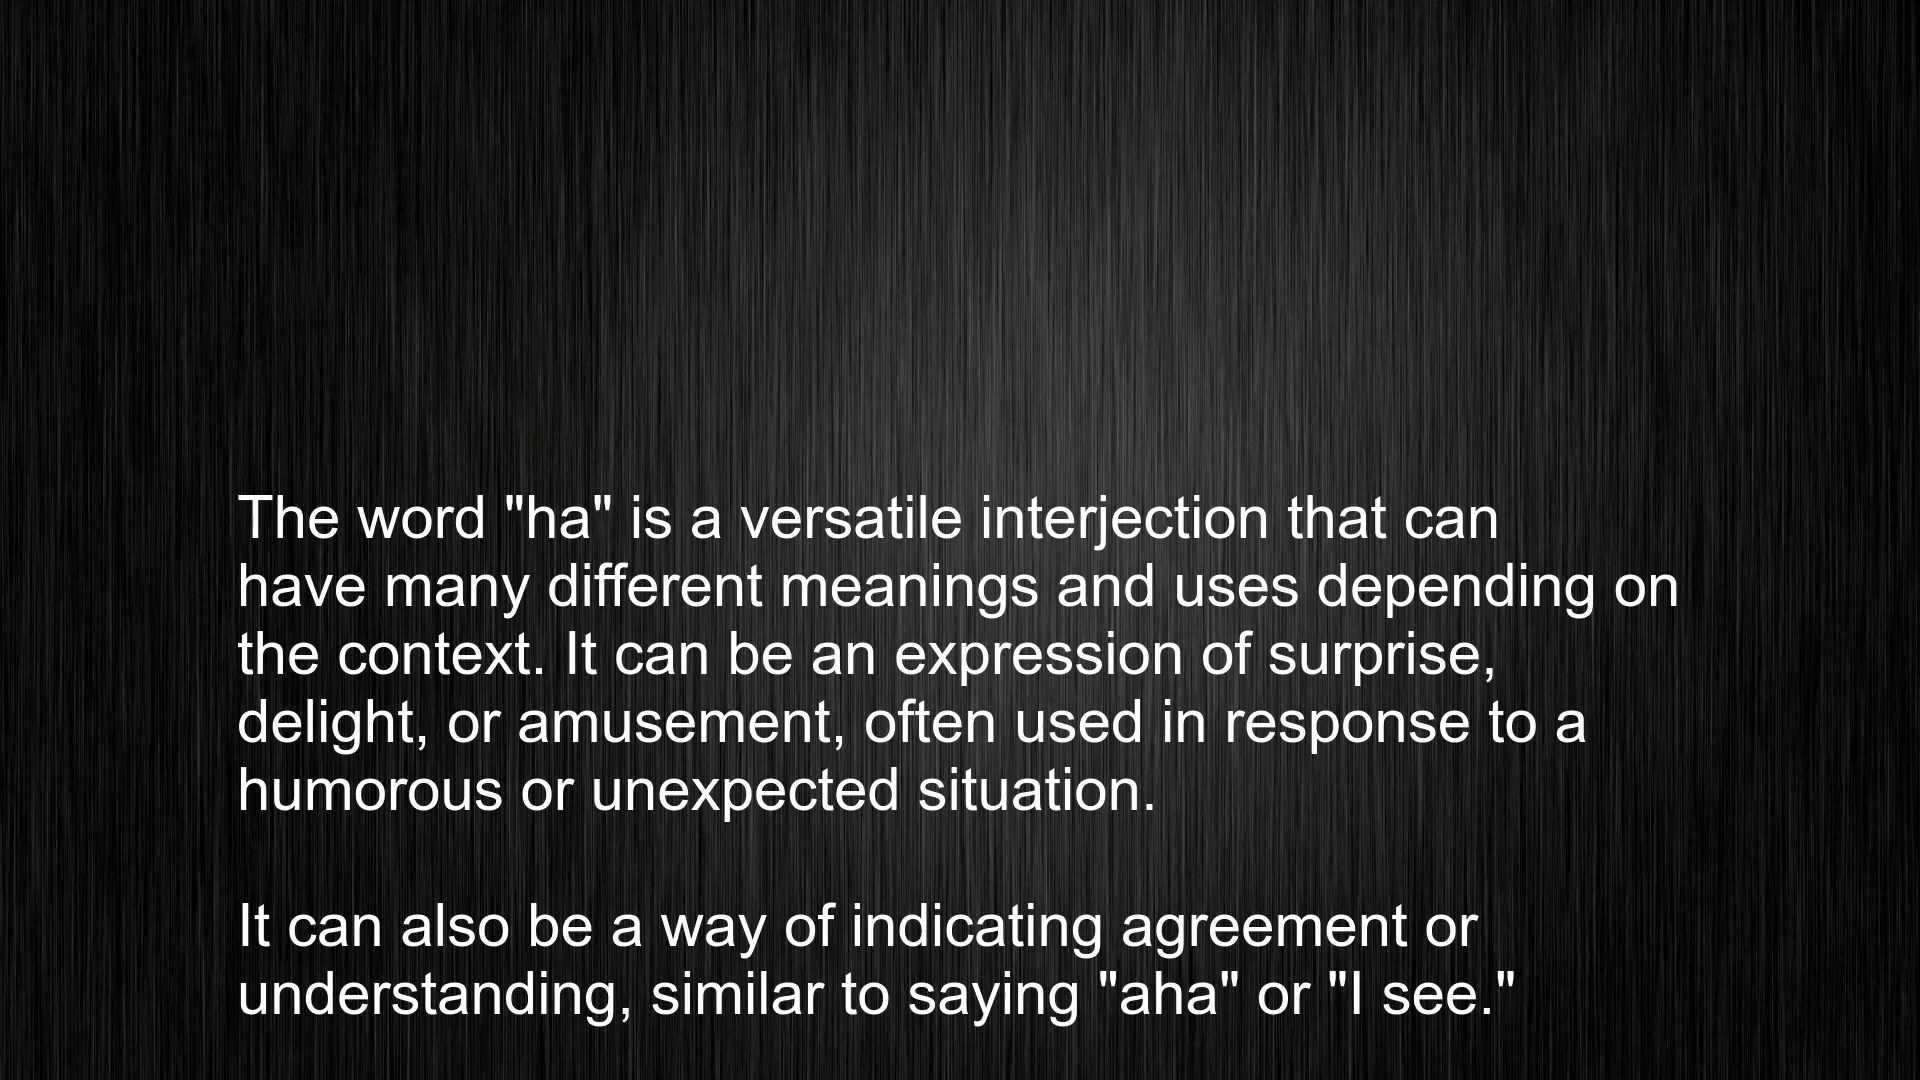 The word "ha" is a versatile interjection that can
have many different meanings and uses depending on
the context. It can be an expression of surprise,
delight, or amusement, often used in response to a
humorous or unexpected situation.
It can also be a way of indicating agreement or
understanding, similar to saying "aha" or "I see."